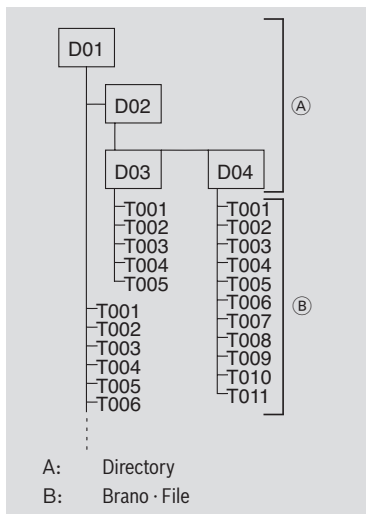 D01
D02
Ⓐ
D03
D04
T001
T002
T003
T004
T005
T001
T002
T003
T004
T005
T006
T007
T008
T009
T010
T011
Ⓑ
T001
T002
T003
T004
T005
T006
A: Directory
B: Brano · File